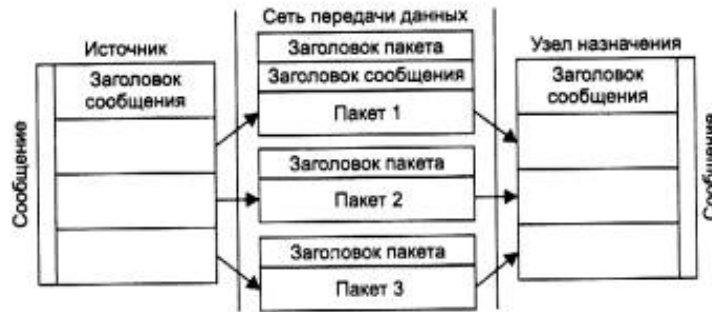 Сеть передачи данных
Источник
Узел назначения
Сообщение
Заголовок
сообщения
Заголовок пакета
Заголовок сообщения
Пакет 1
Заголовок пакета
Пакет 2
Заголовок пакета
Пакет 3
Заголовок
сообщения
Сообщение